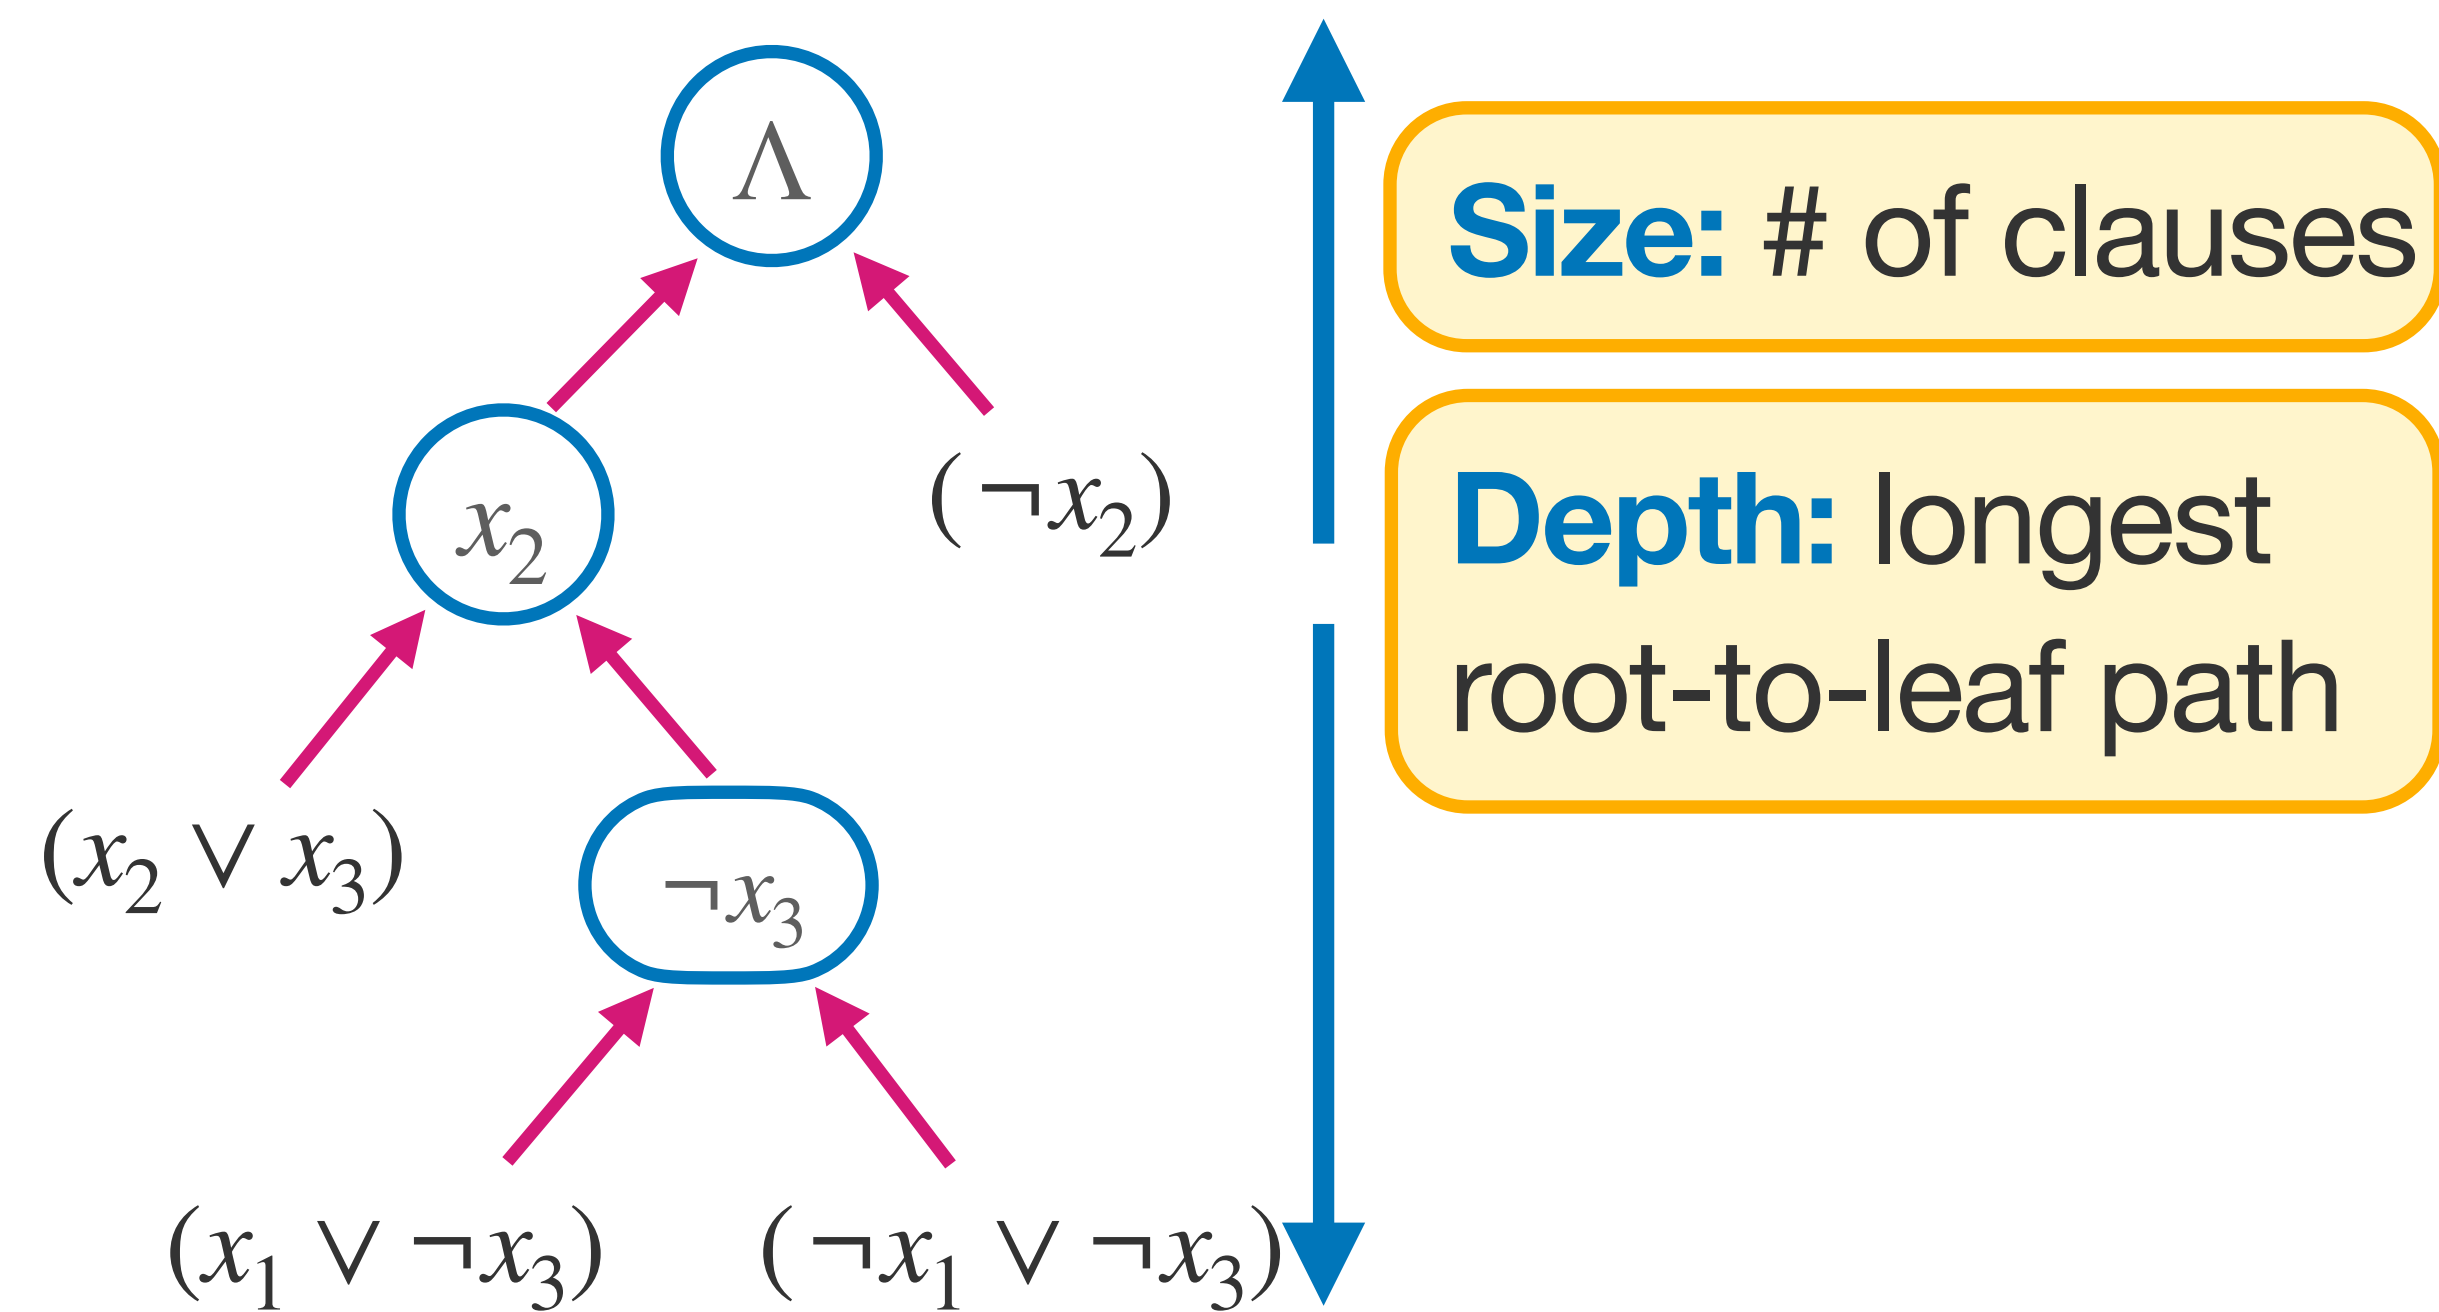 Λ
Size: # of clauses
x₂
(¬x₂)
Depth: longest
root-to-leaf path
(x₂ ∨ x₃)
¬x₃
(x₁ ∨ ¬x₃)
(¬x₁ ∨ ¬x₃)